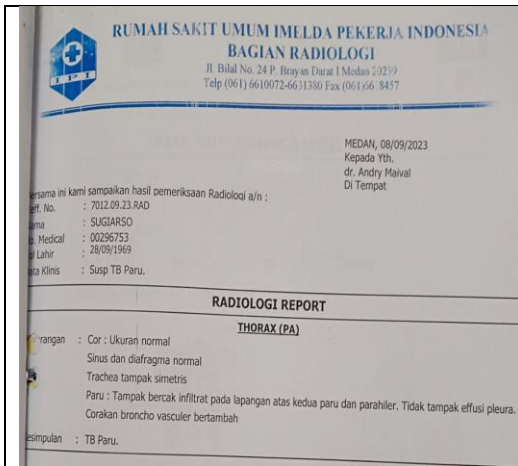 RUMAH SAKIT UMUM IMELDA PEKERJA INDONESIA
BAGIAN RADIOLOGI
Jl. Bilal No. 24 P. Brayan Darat I Medan 20239
Telp (061) 6610072-6631380 Fax (061)66 8457
IPI
MEDAN, 08/09/2023
Kepada Yth.
dr. Andry Maival
Di Tempat
ersama ini kami sampaikan hasil pemeriksaan Radiologi a/n :
eff. No. : 7012.09.23.RAD
ama : SUGIARSO
o. Medical : 00296753
gl Lahir : 28/09/1969
ata Klinis : Susp TB Paru.
RADIOLOGI REPORT
THORAX (PA)
rangan : Cor : Ukuran normal
Sinus dan diafragma normal
Trachea tampak simetris
Paru : Tampak bercak infiltrat pada lapangan atas kedua paru dan parahiler. Tidak tampak effusi pleura.
Corakan broncho vasculer bertambah
esimpulan : TB Paru.